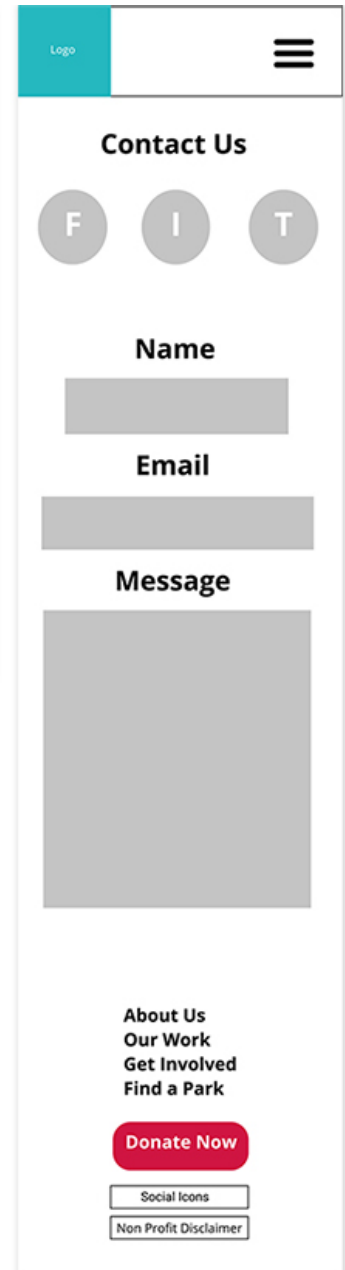 Logo
Contact Us
F I T
Name
Email
Message
About Us
Our Work
Get Involved
Find a Park
Donate Now
Social Icons
Non Profit Disclaimer